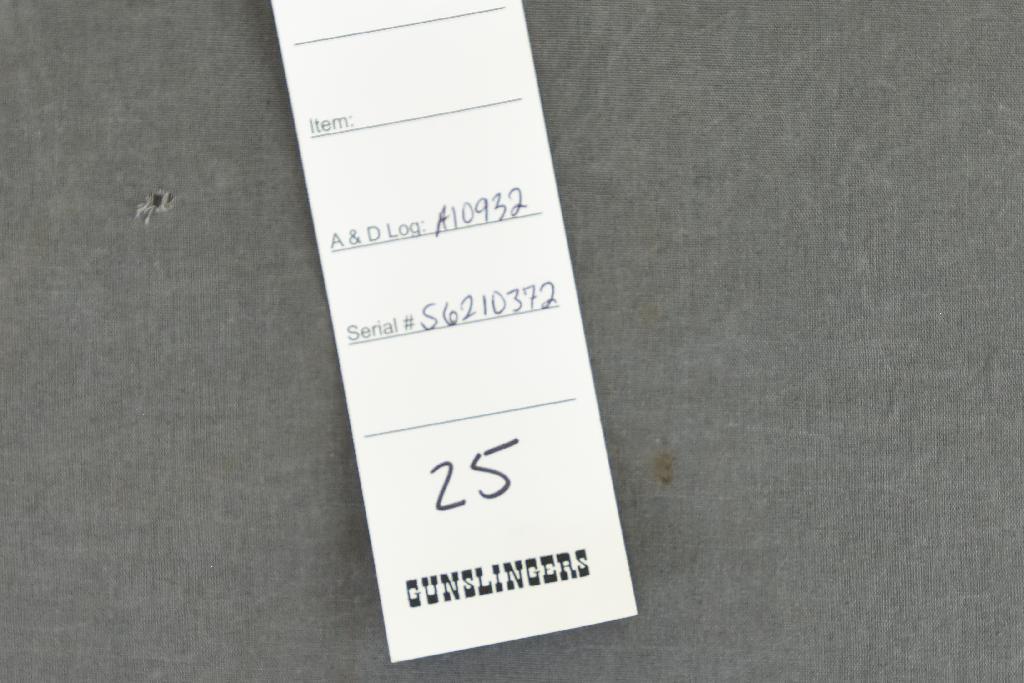 Item:
A & D Log: A10932
Serial # S6210372
25
GUNSLINGERS